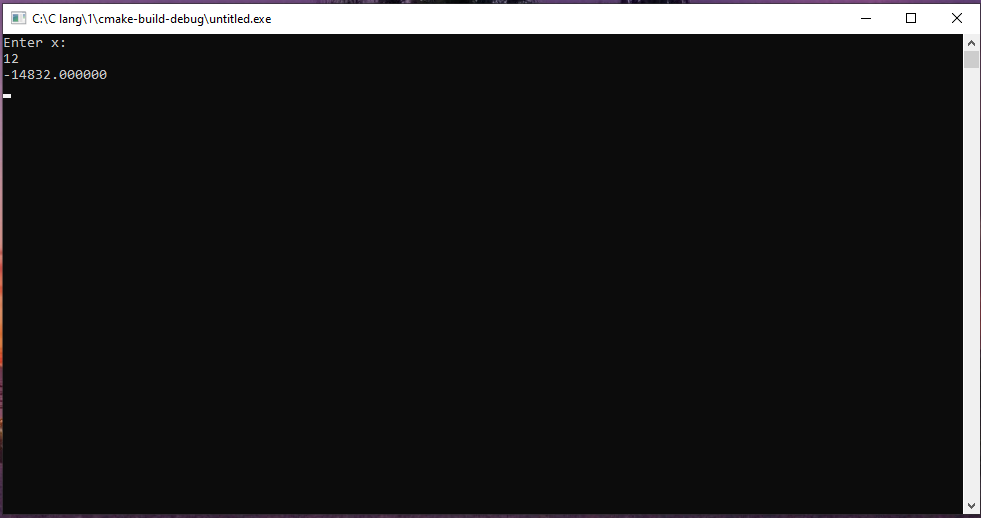 C:\C lang\1\cmake-build-debug\untitled.exe
Enter x:
12
-14832.000000